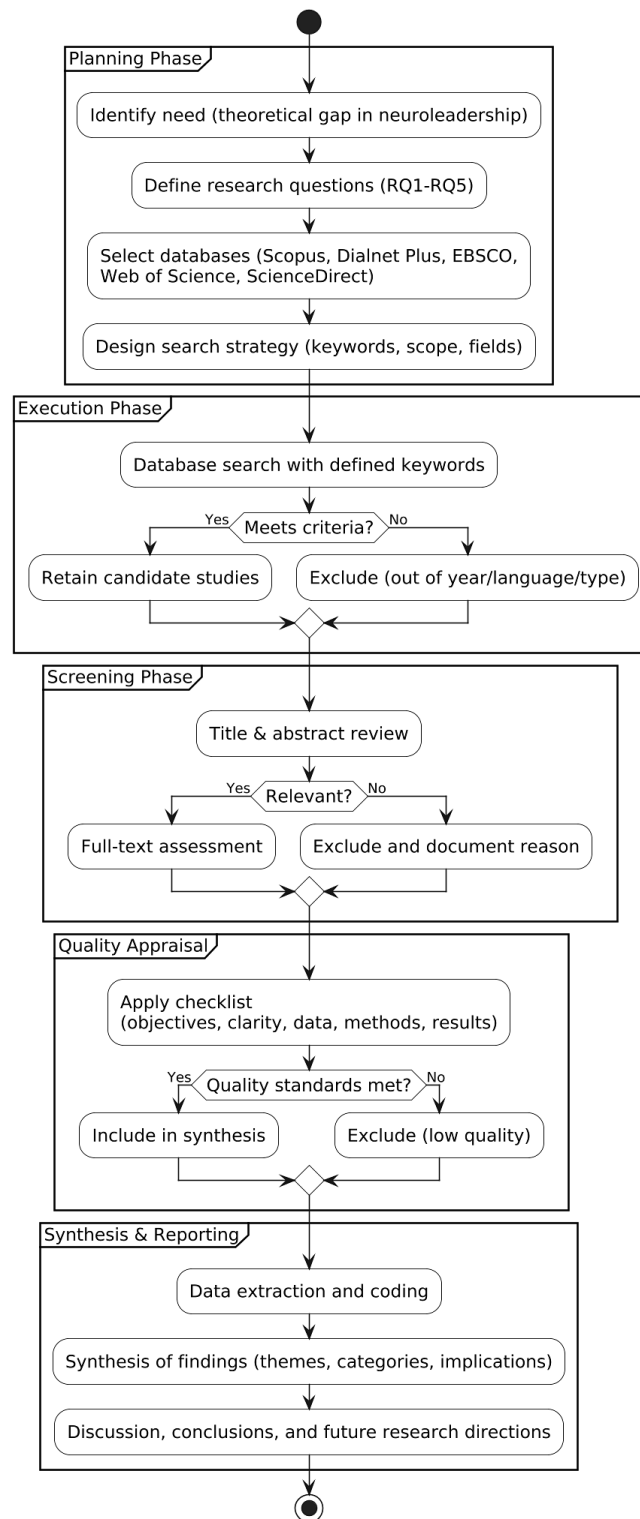 Planning Phase
Identify need (theoretical gap in neuroleadership)
Define research questions (RQ1-RQ5)
Select databases (Scopus, Dialnet Plus, EBSCO,
Web of Science, ScienceDirect)
Design search strategy (keywords, scope, fields)
Execution Phase
Database search with defined keywords
Yes
Meets criteria?
No
Retain candidate studies
Exclude (out of year/language/type)
Screening Phase
Title & abstract review
Yes
Relevant?
No
Full-text assessment
Exclude and document reason
Quality Appraisal
Apply checklist
(objectives, clarity, data, methods, results)
Yes
Quality standards met?
No
Include in synthesis
Exclude (low quality)
Synthesis & Reporting
Data extraction and coding
Synthesis of findings (themes, categories, implications)
Discussion, conclusions, and future research directions